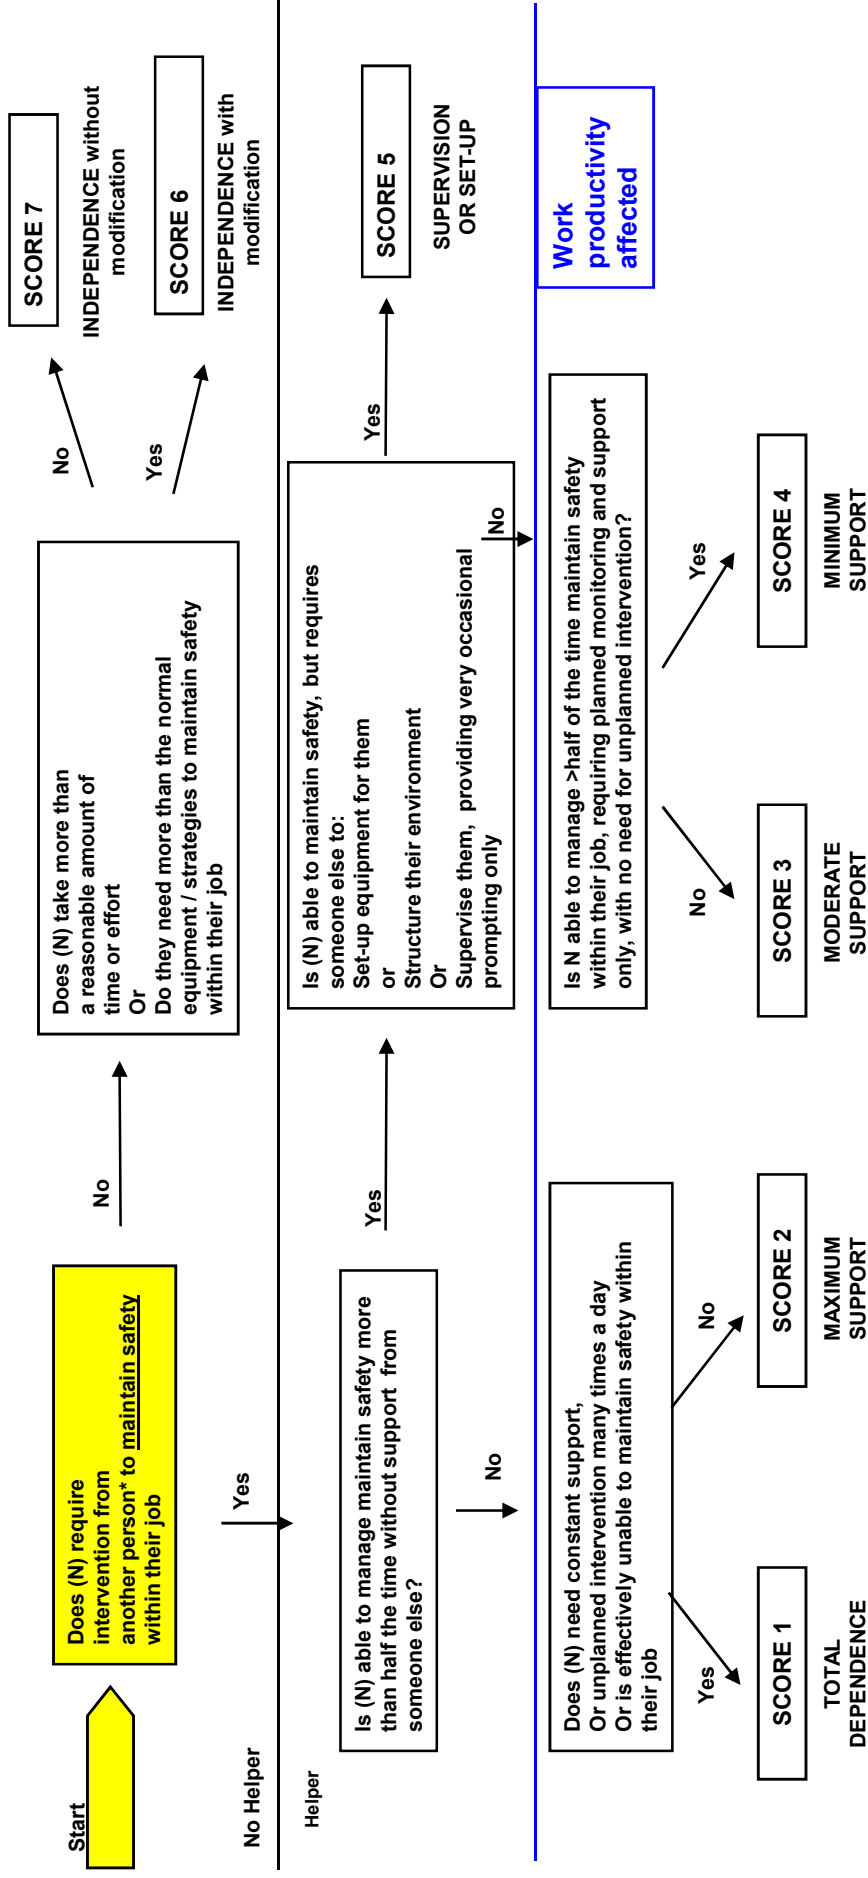 Start
Does (N) require
intervention from
another person* to maintain safety
within their job
No
Does (N) take more than
a reasonable amount of
time or effort
Or
Do they need more than the normal
equipment / strategies to maintain safety
within their job
No
SCORE 7
INDEPENDENCE without
modification
Yes
SCORE 6
INDEPENDENCE with
modification
Yes
No Helper
Helper
Is (N) able to manage maintain safety more
than half the time without support from
someone else?
Yes
Is (N) able to maintain safety, but requires
someone else to:
Set-up equipment for them
or
Structure their environment
Or
Supervise them, providing very occasional
prompting only
Yes
SCORE 5
SUPERVISION
OR SET-UP
No
No
Work
productivity
affected
Does (N) need constant support,
Or unplanned intervention many times a day
Or is effectively unable to maintain safety within
their job
Yes
No
SCORE 1
TOTAL
DEPENDENCE
SCORE 2
MAXIMUM
SUPPORT
Is N able to manage >half of the time maintain safety
within their job, requiring planned monitoring and support
only, with no need for unplanned intervention?
No
Yes
SCORE 3
MODERATE
SUPPORT
SCORE 4
MINIMUM
SUPPORT